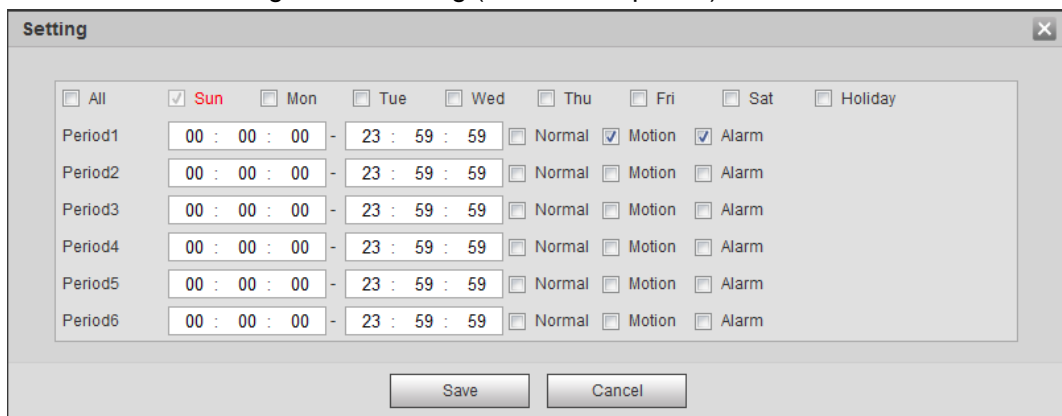 Setting
All Sun Mon Tue Wed Thu Fri Sat Holiday
Period1 00 : 00 : 00 - 23 : 59 : 59 Normal Motion Alarm
Period2 00 : 00 : 00 - 23 : 59 : 59 Normal Motion Alarm
Period3 00 : 00 : 00 - 23 : 59 : 59 Normal Motion Alarm
Period4 00 : 00 : 00 - 23 : 59 : 59 Normal Motion Alarm
Period5 00 : 00 : 00 - 23 : 59 : 59 Normal Motion Alarm
Period6 00 : 00 : 00 - 23 : 59 : 59 Normal Motion Alarm
Save Cancel